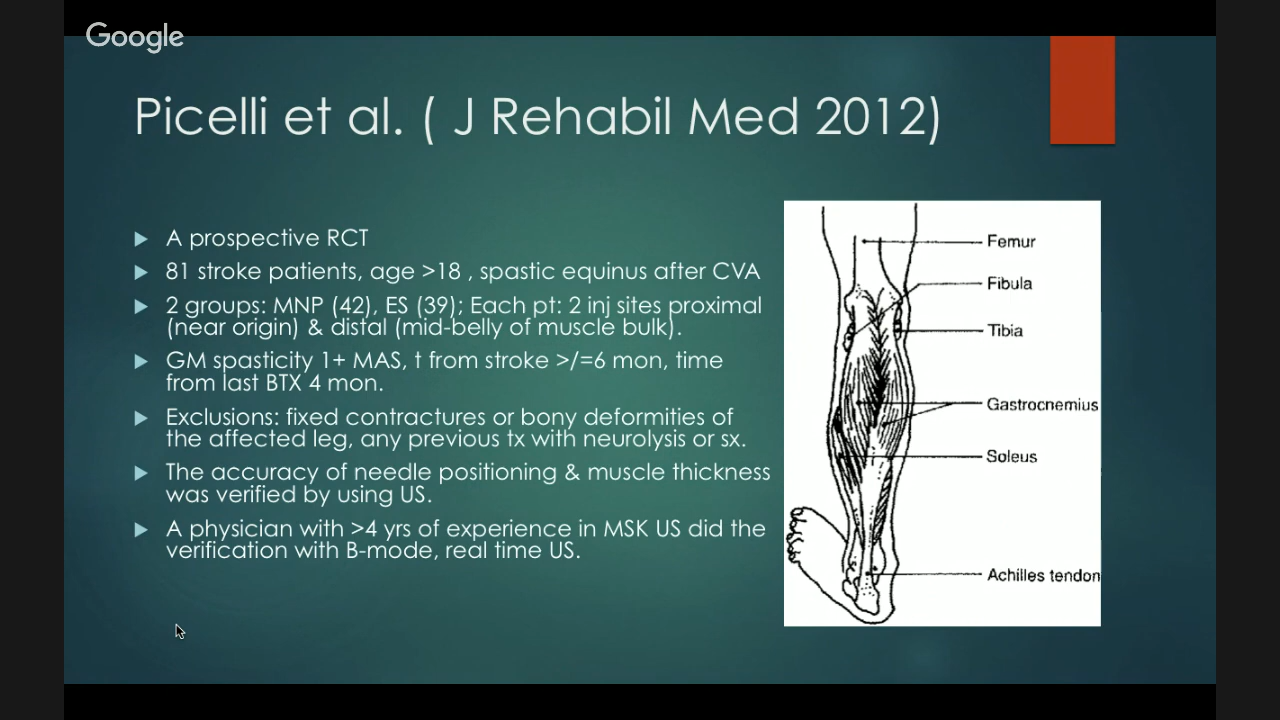 Google
Picelli et al. ( J Rehabil Med 2012)
A prospective RCT
81 stroke patients, age >18 , spastic equinus after CVA
2 groups: MNP (42), ES (39); Each pt: 2 inj sites proximal
(near origin) & distal (mid-belly of muscle bulk).
GM spasticity 1+ MAS, t from stroke >/=6 mon, time
from last BTX 4 mon.
Exclusions: fixed contractures or bony deformities of
the affected leg, any previous tx with neurolysis or sx.
The accuracy of needle positioning & muscle thickness
was verified by using US.
A physician with >4 yrs of experience in MSK US did the
verification with B-mode, real time US.
Femur
Fibula
Tibia
Gastrocnemius
Soleus
Achilles tendon